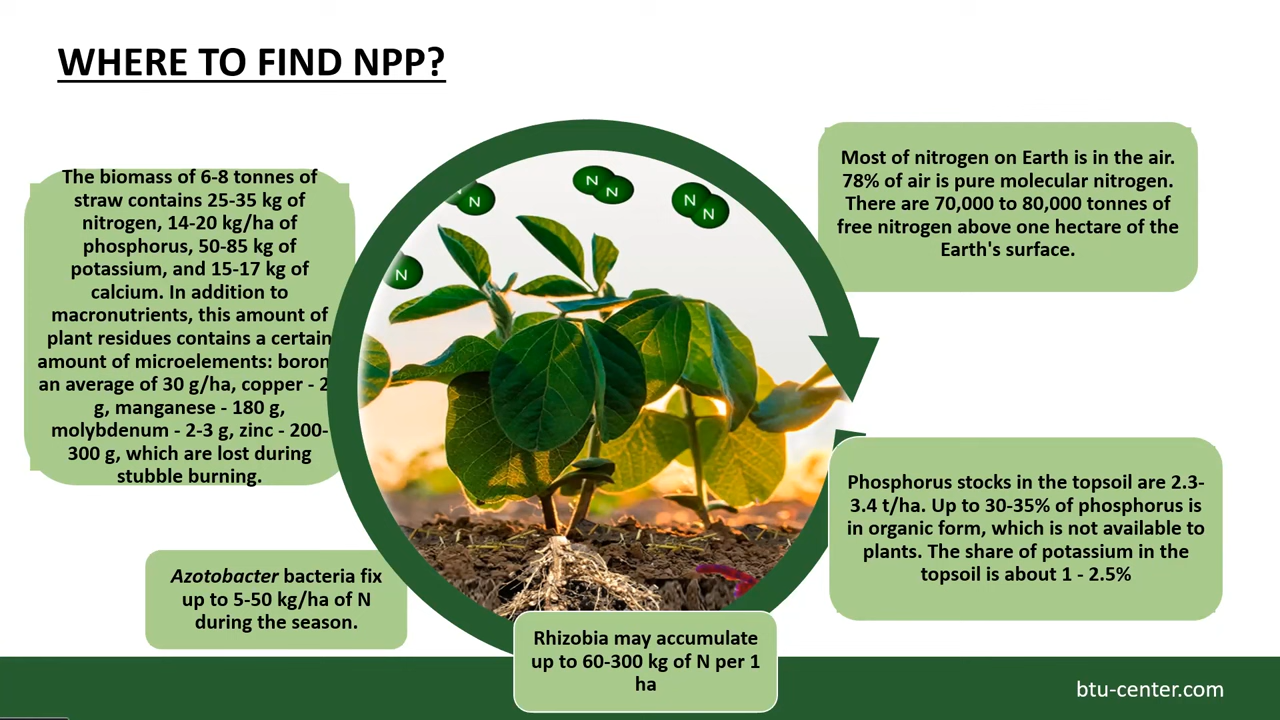 WHERE TO FIND NPP?
The biomass of 6-8 tonnes of
straw contains 25-35 kg of
nitrogen, 14-20 kg/ha of
phosphorus, 50-85 kg of
potassium, and 15-17 kg of
calcium. In addition to
macronutrients, this amount of
plant residues contains a certain
amount of microelements: boron
an average of 30 g/ha, copper - 2
g, manganese - 180 g,
molybdenum - 2-3 g, zinc - 200-
300 g, which are lost during
stubble burning.
N
N N
N N
N
Most of nitrogen on Earth is in the air.
78% of air is pure molecular nitrogen.
There are 70,000 to 80,000 tonnes of
free nitrogen above one hectare of the
Earth's surface.
Phosphorus stocks in the topsoil are 2.3-
3.4 t/ha. Up to 30-35% of phosphorus is
in organic form, which is not available to
plants. The share of potassium in the
topsoil is about 1 - 2.5%
Azotobacter bacteria fix
up to 5-50 kg/ha of N
during the season.
Rhizobia may accumulate
up to 60-300 kg of N per 1
ha
btu-center.com